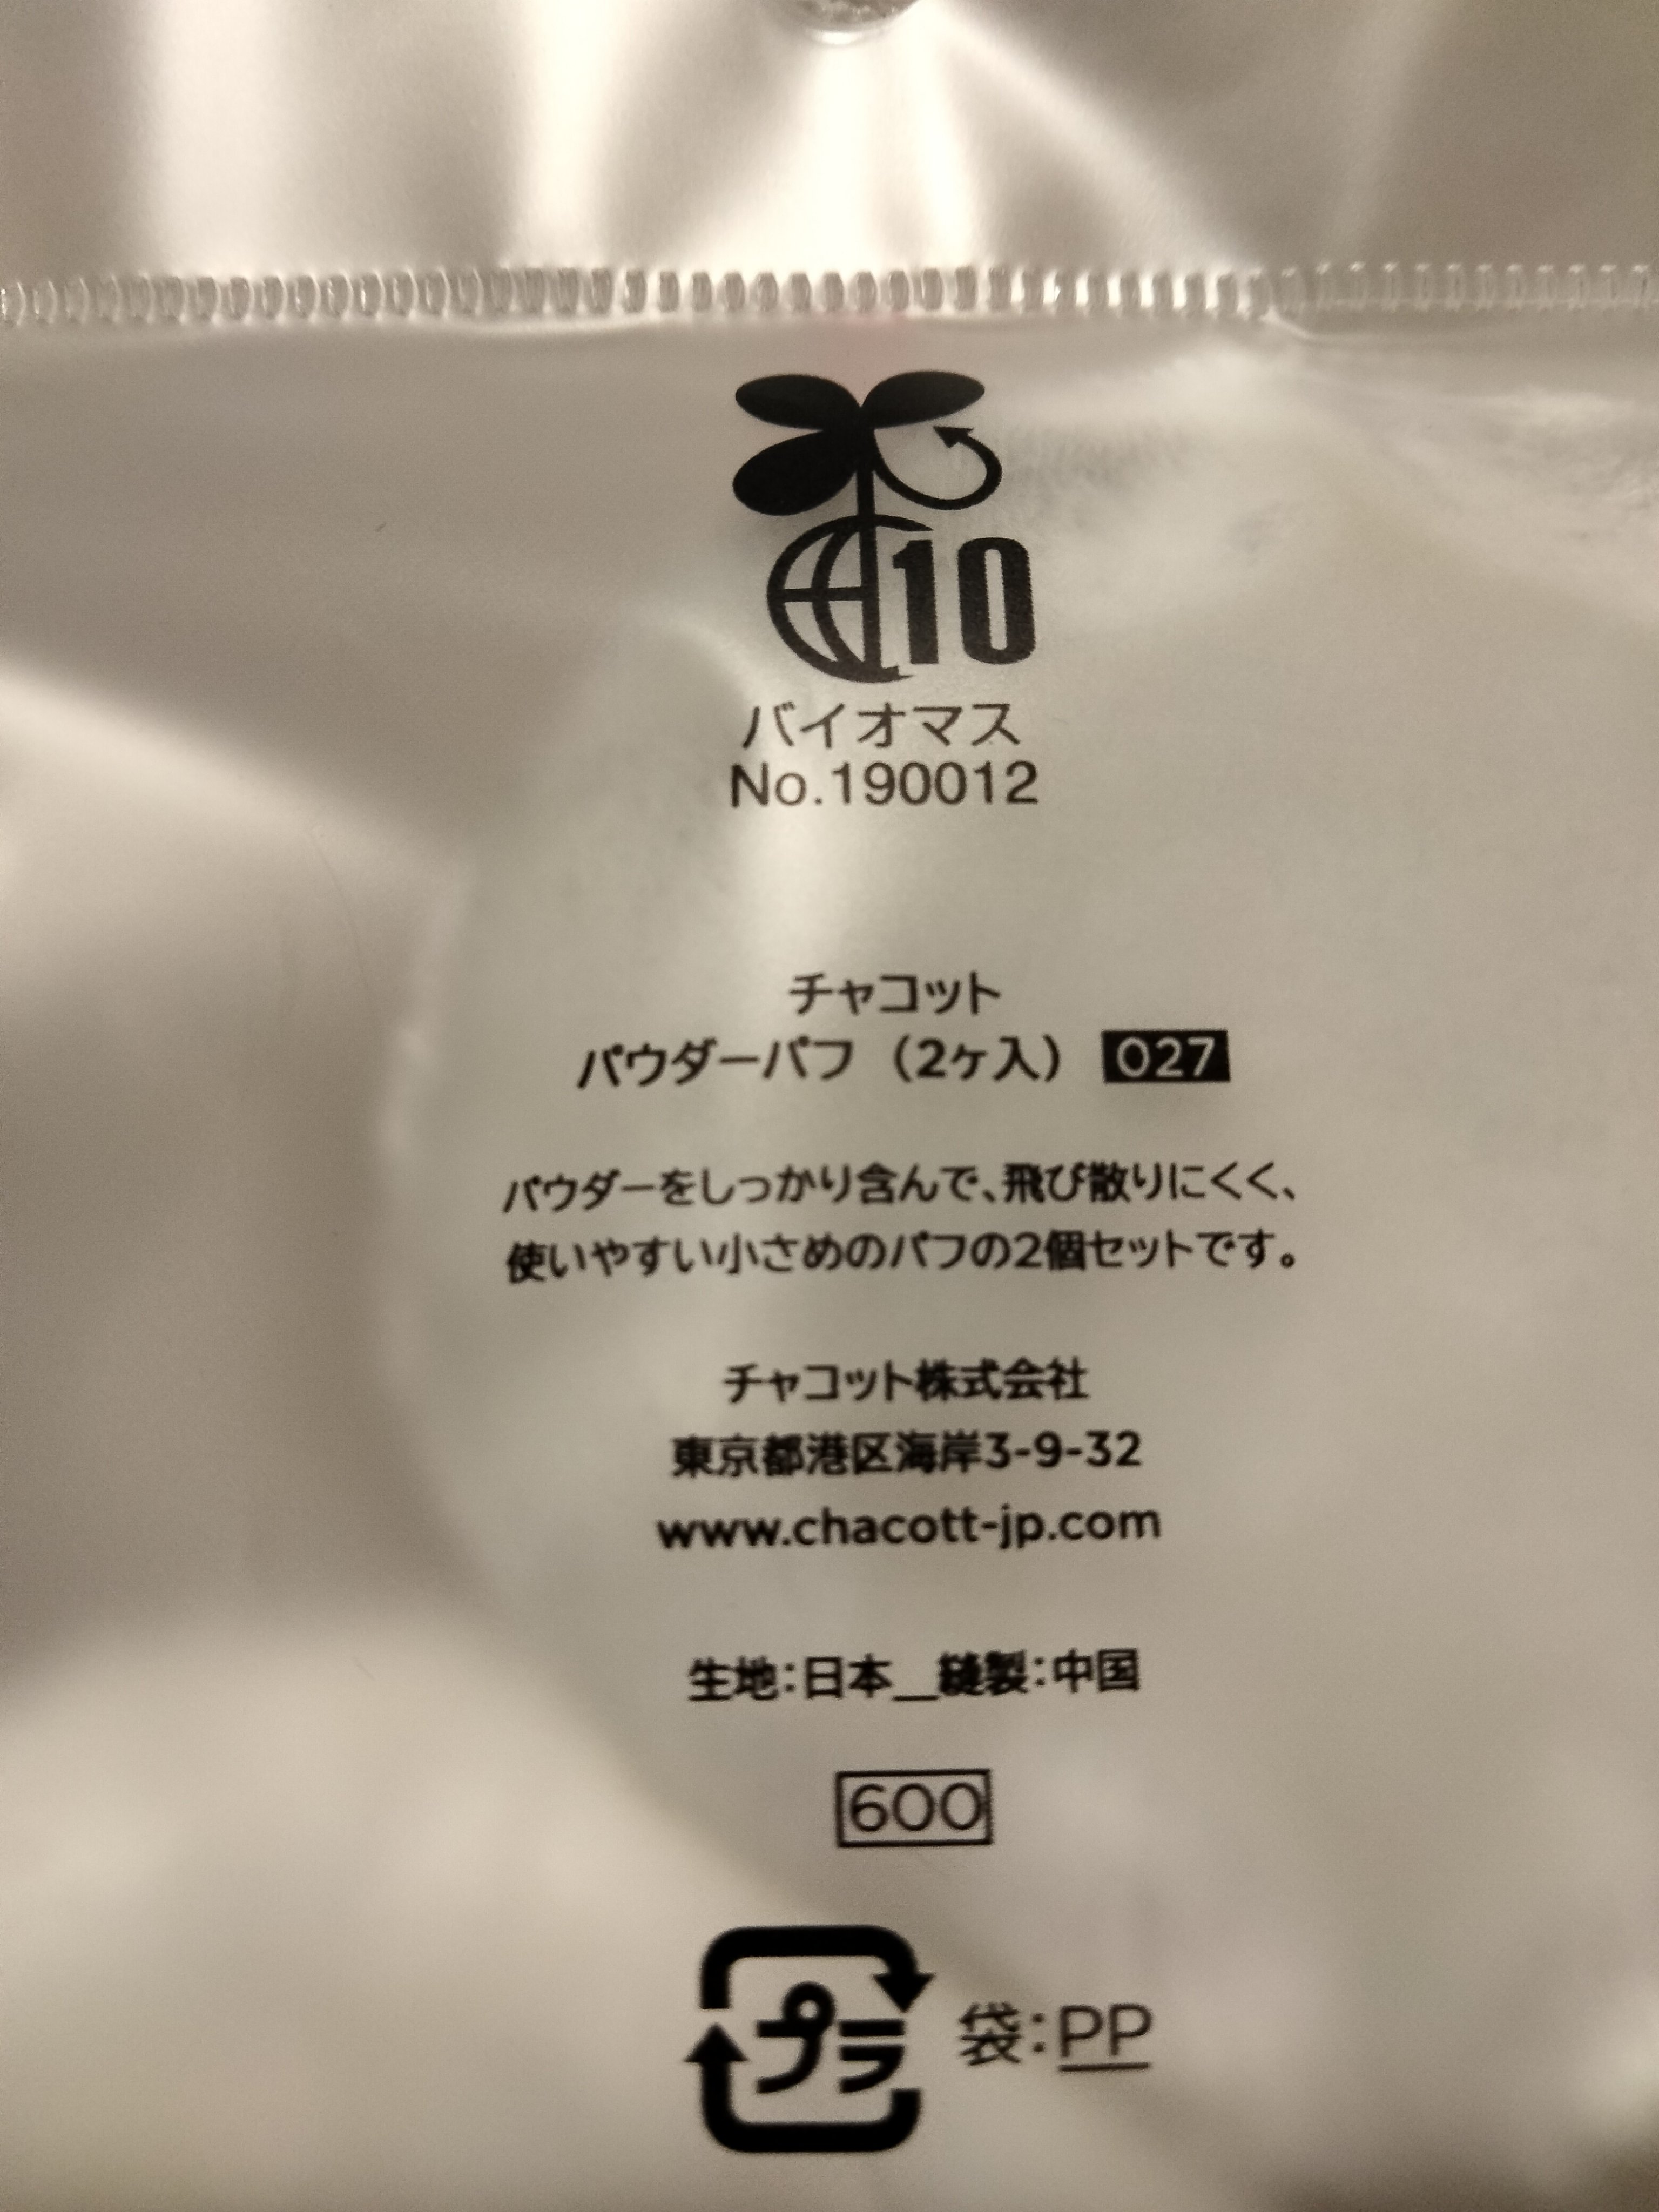 10
バイオマス
No.190012
チャコット
パウダーパフ（2ヶ入） 027
パウダーをしっかり含んで、飛び散りにくく、
使いやすい小さめのパフの2個セットです。
チャコット株式会社
東京都港区海岸3-9-32
www.chacott-jp.com
生地：日本＿縫製：中国
600
プラ 袋：PP